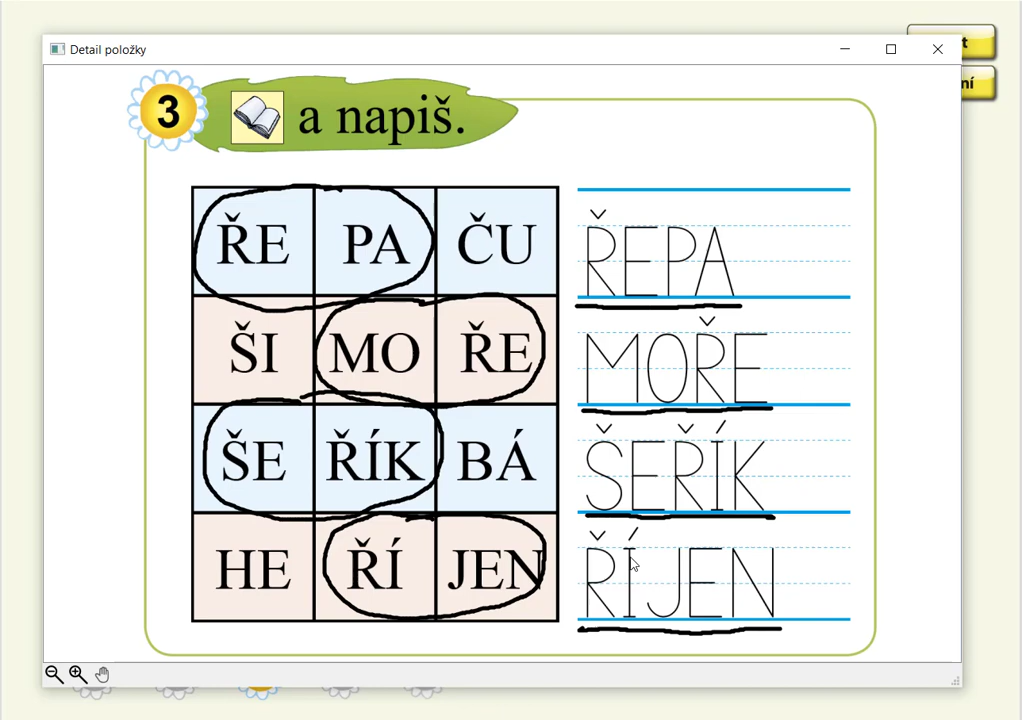 Detail položky
t
ní
3 a napiš.
ŘE PA ČU
ŘEPA
ŠI MO ŘE
MOŘE
ŠE ŘÍK BÁ
ŠEŘÍK
HE ŘÍ JEN
ŘÍJEN